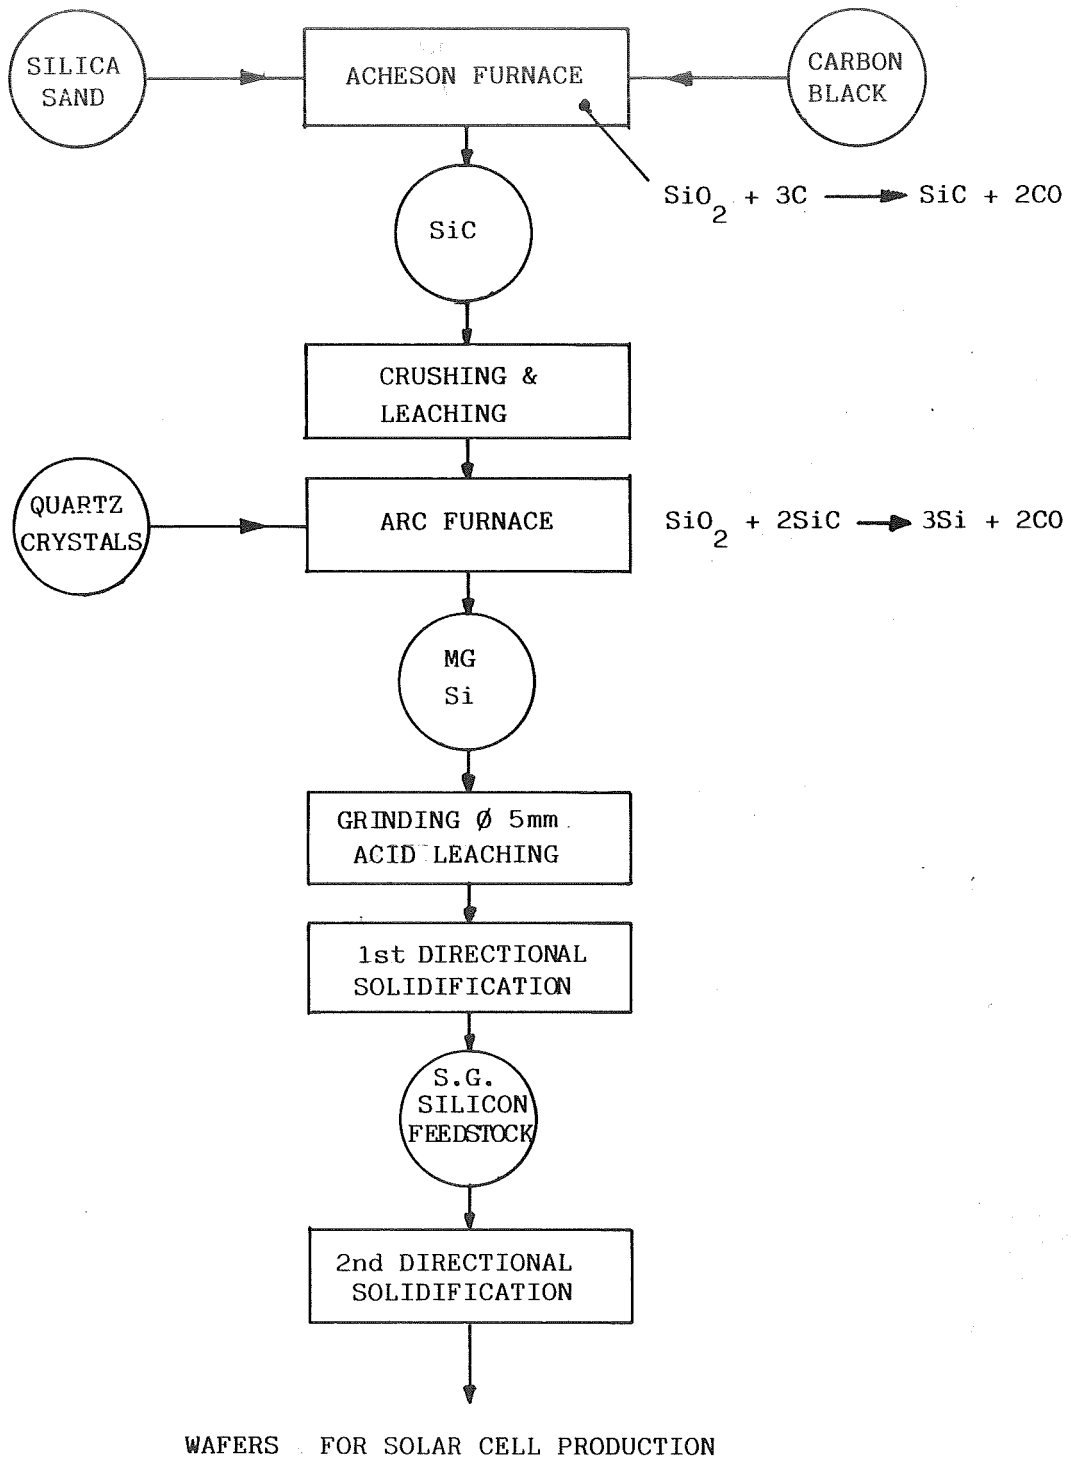 SILICA
SAND
ACHESON FURNACE
CARBON
BLACK
SiO2 + 3C → SiC + 2CO
SiC
CRUSHING &
LEACHING
QUARTZ
CRYSTALS
ARC FURNACE
SiO2 + 2SiC → 3Si + 2CO
MG
Si
GRINDING Ø 5mm
ACID LEACHING
1st DIRECTIONAL
SOLIDIFICATION
S.G.
SILICON
FEEDSTOCK
2nd DIRECTIONAL
SOLIDIFICATION
WAFERS FOR SOLAR CELL PRODUCTION